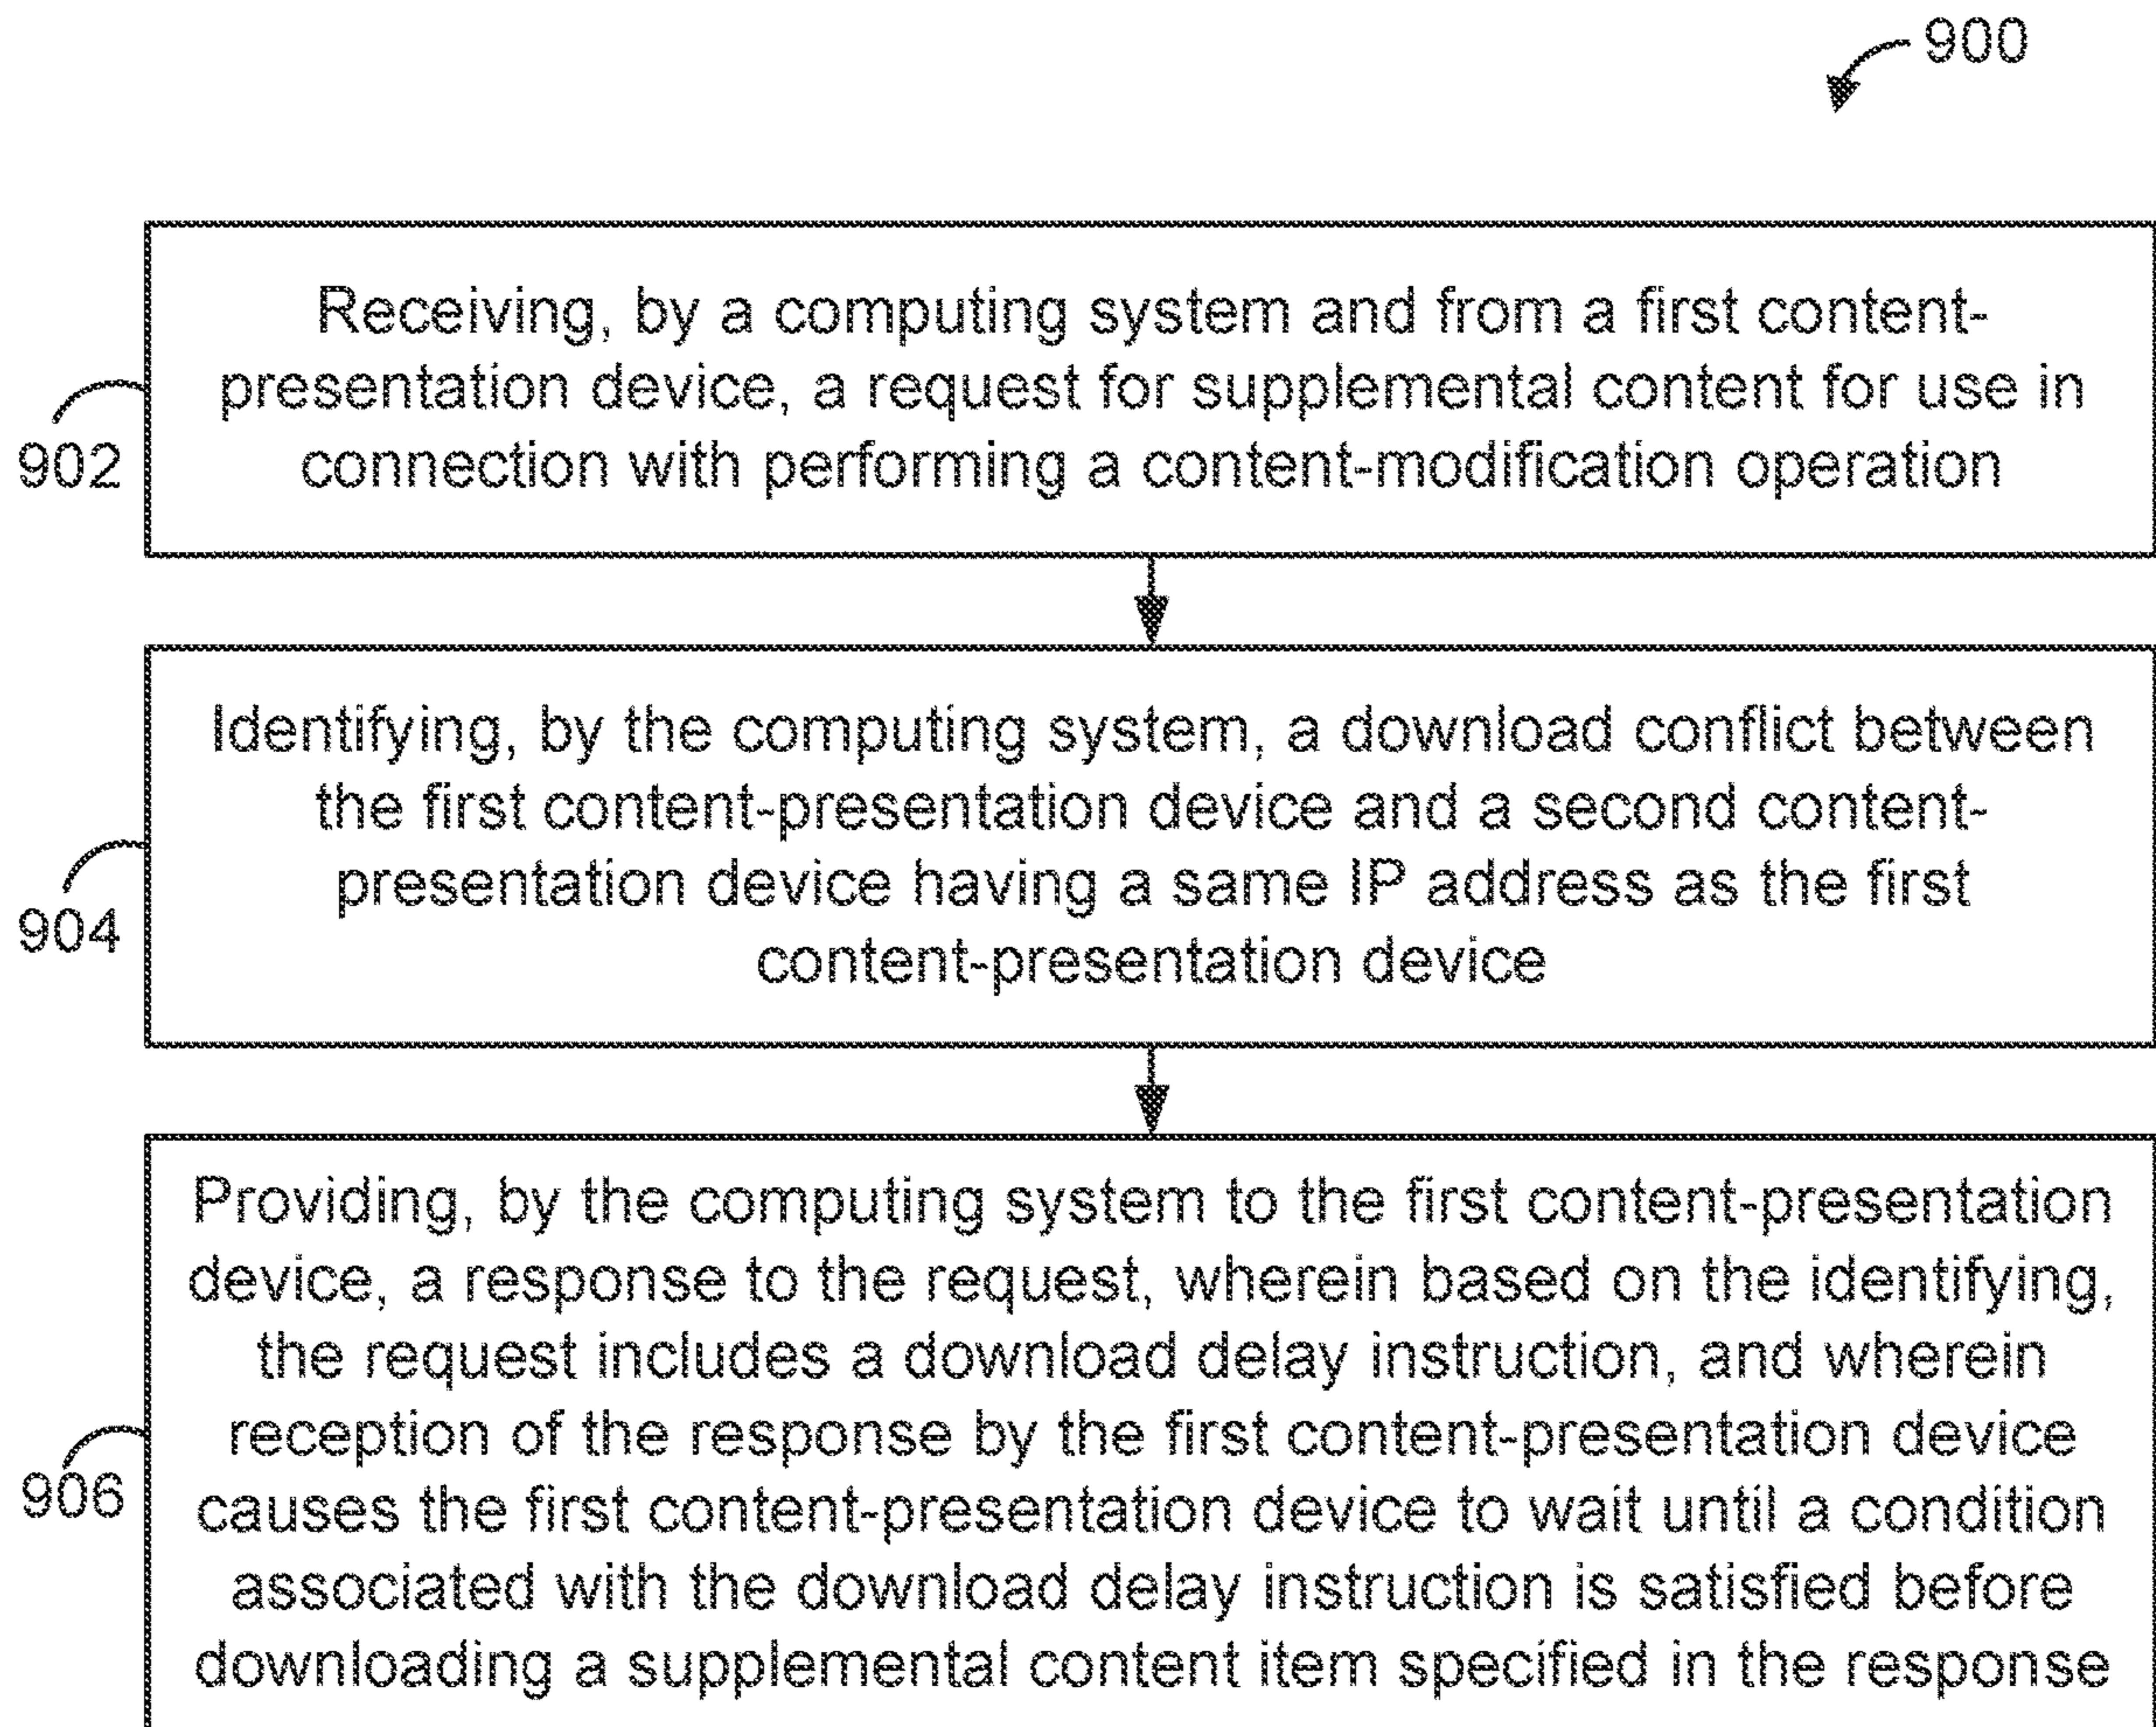 900
Receiving, by a computing system and from a first content-
presentation device, a request for supplemental content for use in
connection with performing a content-modification operation
902
Identifying, by the computing system, a download conflict between
the first content-presentation device and a second content-
presentation device having a same IP address as the first
content-presentation device
904
Providing, by the computing system to the first content-presentation
device, a response to the request, wherein based on the identifying,
the request includes a download delay instruction, and wherein
reception of the response by the first content-presentation device
causes the first content-presentation device to wait until a condition
associated with the download delay instruction is satisfied before
downloading a supplemental content item specified in the response
906